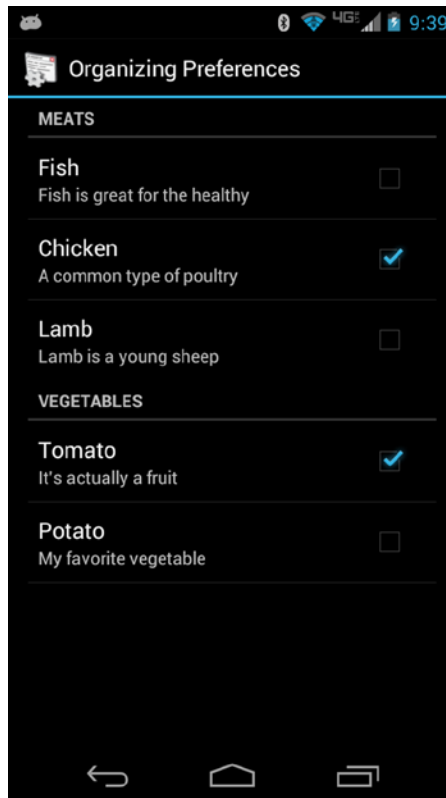 4G 9:39
Organizing Preferences
MEATS
Fish
Fish is great for the healthy
Chicken
A common type of poultry
Lamb
Lamb is a young sheep
VEGETABLES
Tomato
It's actually a fruit
Potato
My favorite vegetable